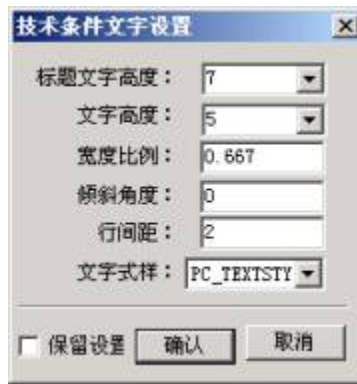 技术条件文字设置
标题文字高度： 7
文字高度： 5
宽度比例： 0.667
倾斜角度： 0
行间距： 2
文字式样： PC_TEXTSTY
保留设置 确认 取消